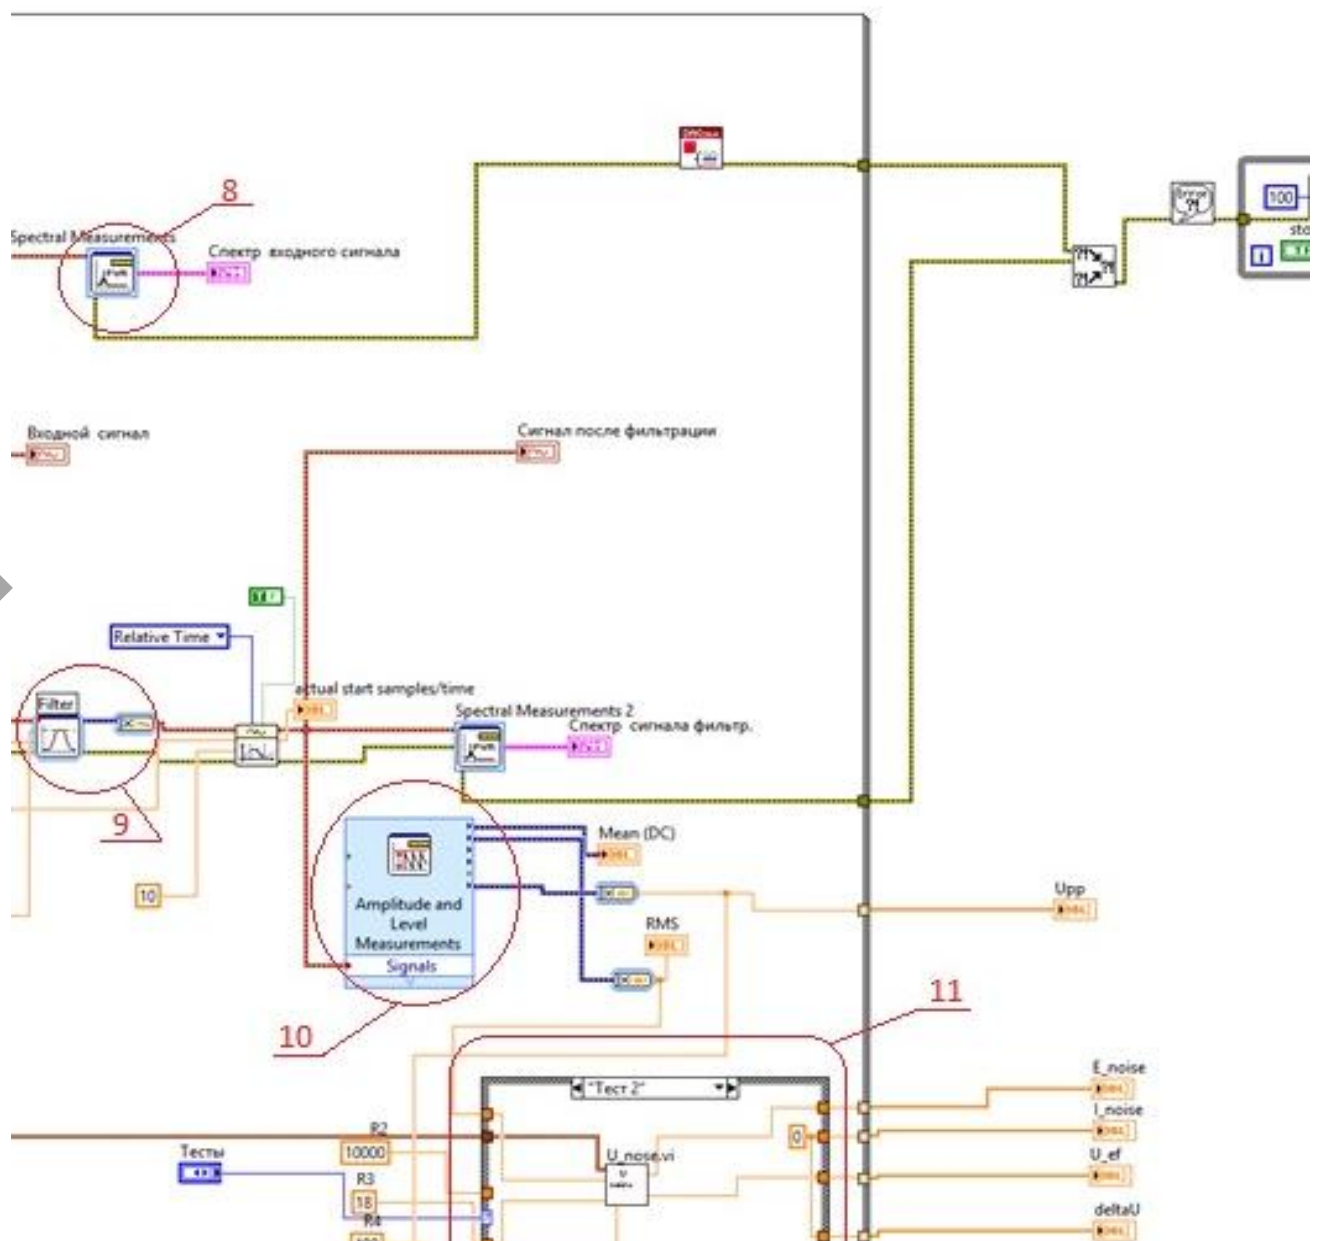 8
Spectral Measurements
Спектр входного сигнала
100
i
Входной сигнал
Сигнал после фильтрации
Relative Time
actual start samples/time
Filter
Spectral Measurements 2
Спектр сигнала фильтр.
9
10
Mean (DC)
Amplitude and
Level
Measurements
Signals
Upp
RMS
11
10
"Тест 2"
E_noise
I_noise
0
U_ef
deltaU
R2
10000
Тесты
U_nose.vi
R3
18
R4